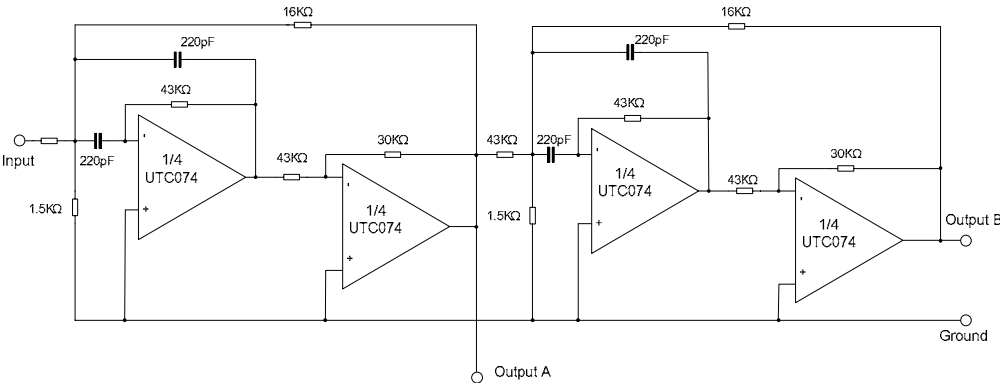 16KΩ
16KΩ
220pF
220pF
43KΩ
43KΩ
Input
220pF
1/4
UTC074
-
+
43KΩ
30KΩ
43KΩ
220pF
1/4
UTC074
-
+
43KΩ
30KΩ
1.5KΩ
1/4
UTC074
-
+
1.5KΩ
1/4
UTC074
-
+
Output B
Ground
Output A